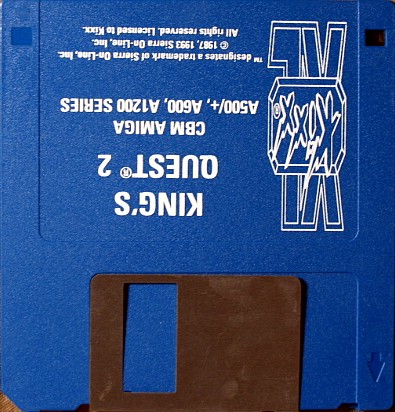 KING'S
QUEST® 2
CBM AMIGA
A500/+, A600, A1200 SERIES
™ designates trademark of Sierra On-Line, Inc.
© 1987, 1993 Sierra On-Line, Inc.
All rights reserved. Licensed to Kixx.
KIXX
XL